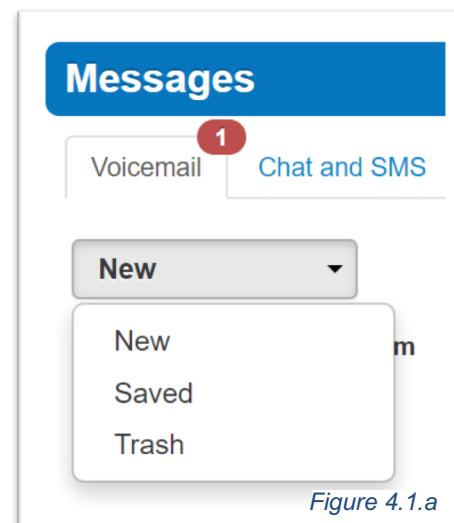 Messages
1
Voicemail Chat and SMS
New
New
m
Saved
Trash
Figure 4.1.a